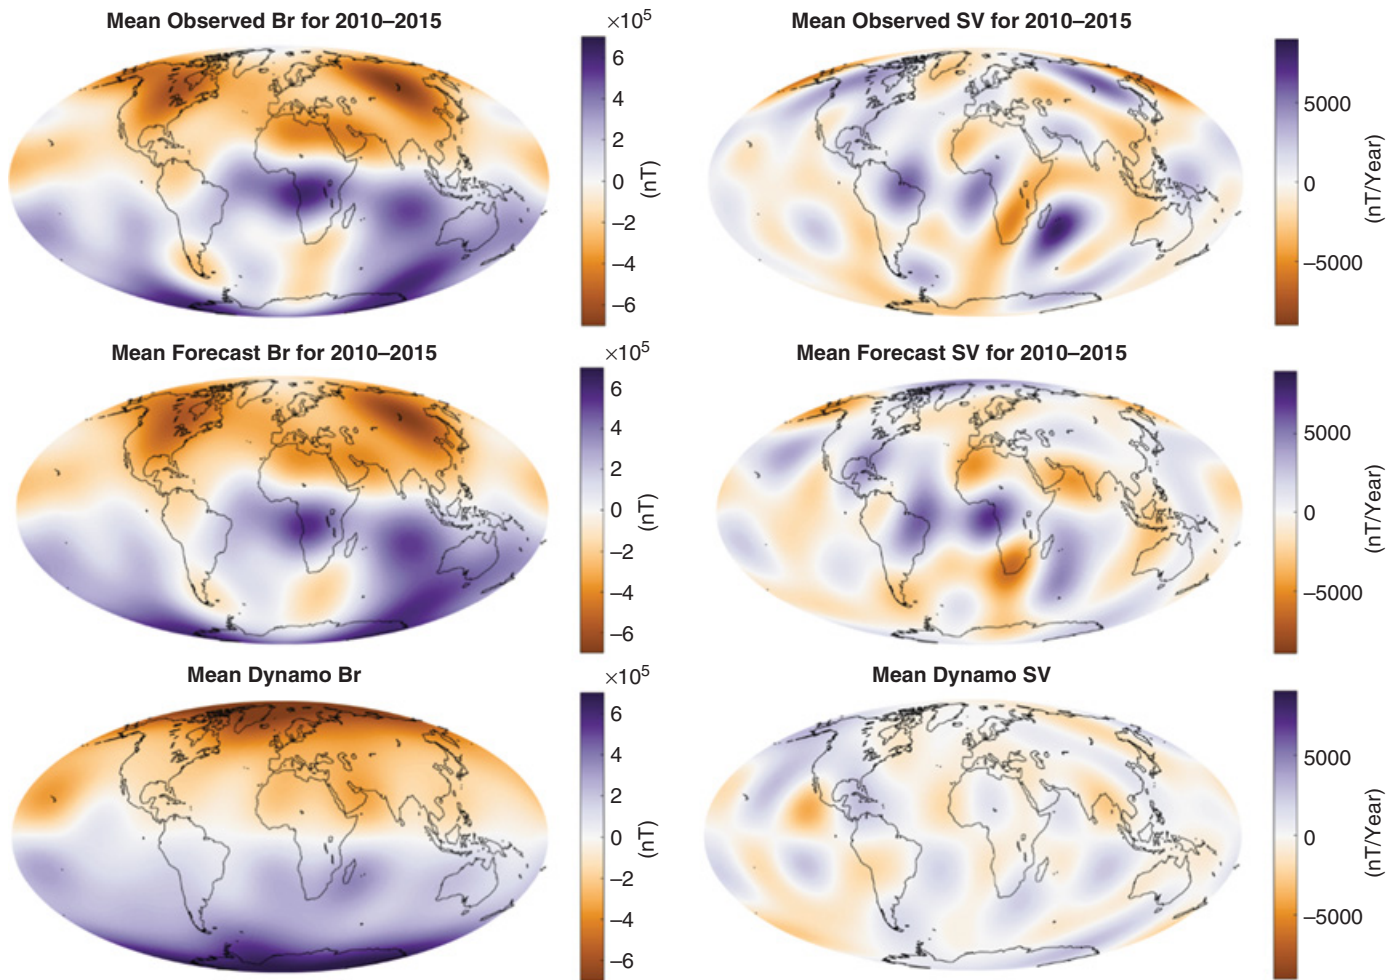 Mean Observed Br for 2010–2015
×10⁵
6
4
2
0
–2
–4
–6
(nT)
Mean Observed SV for 2010–2015
5000
0
–5000
(nT/Year)
Mean Forecast Br for 2010–2015
×10⁵
6
4
2
0
–2
–4
–6
(nT)
Mean Forecast SV for 2010–2015
5000
0
–5000
(nT/Year)
Mean Dynamo Br
×10⁵
6
4
2
0
–2
–4
–6
(nT)
Mean Dynamo SV
5000
0
–5000
(nT/Year)